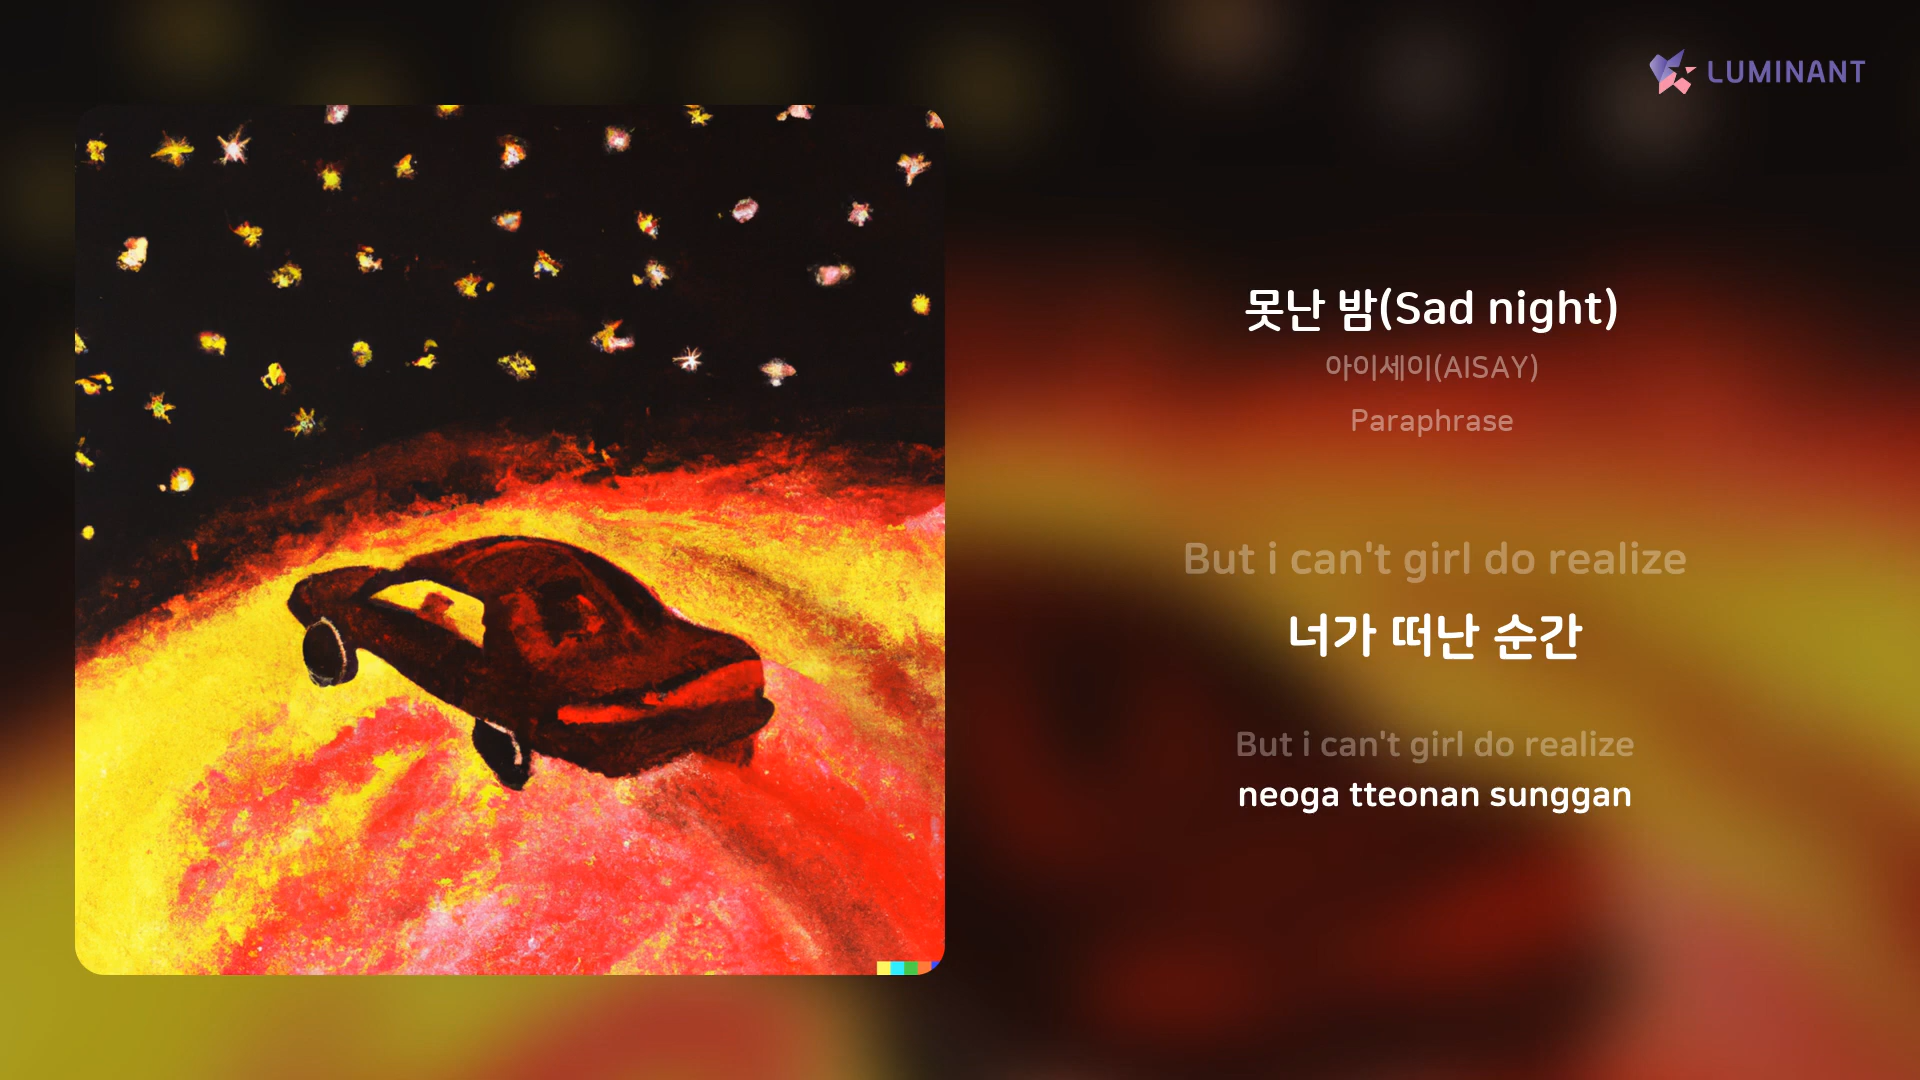 LUMINANT
못난 밤(Sad night)
아이세이(AISAY)
Paraphrase
But i can't girl do realize
너가 떠난 순간
But i can't girl do realize
neoga tteonan sunggan